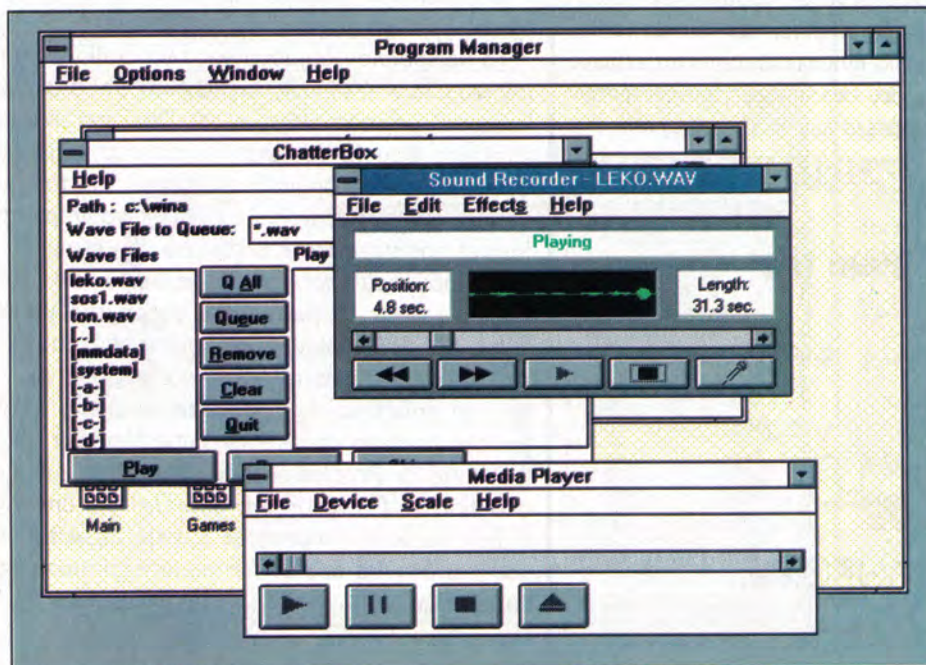 Program Manager
File Options Window Help
ChatterBox
Help
Path : c:\wina
Wave File to Queue: *.wav
Wave Files Play
leko.wav
sos1.wav
ton.wav
[..]
[mmdata]
[system]
[-a-]
[-b-]
[-c-]
[-d-]
Q All
Queue
Remove
Clear
Quit
Play
Sound Recorder - LEKO.WAV
File Edit Effects Help
Playing
Position:
4.8 sec.
Length:
31.3 sec.
Media Player
File Device Scale Help
Main Games